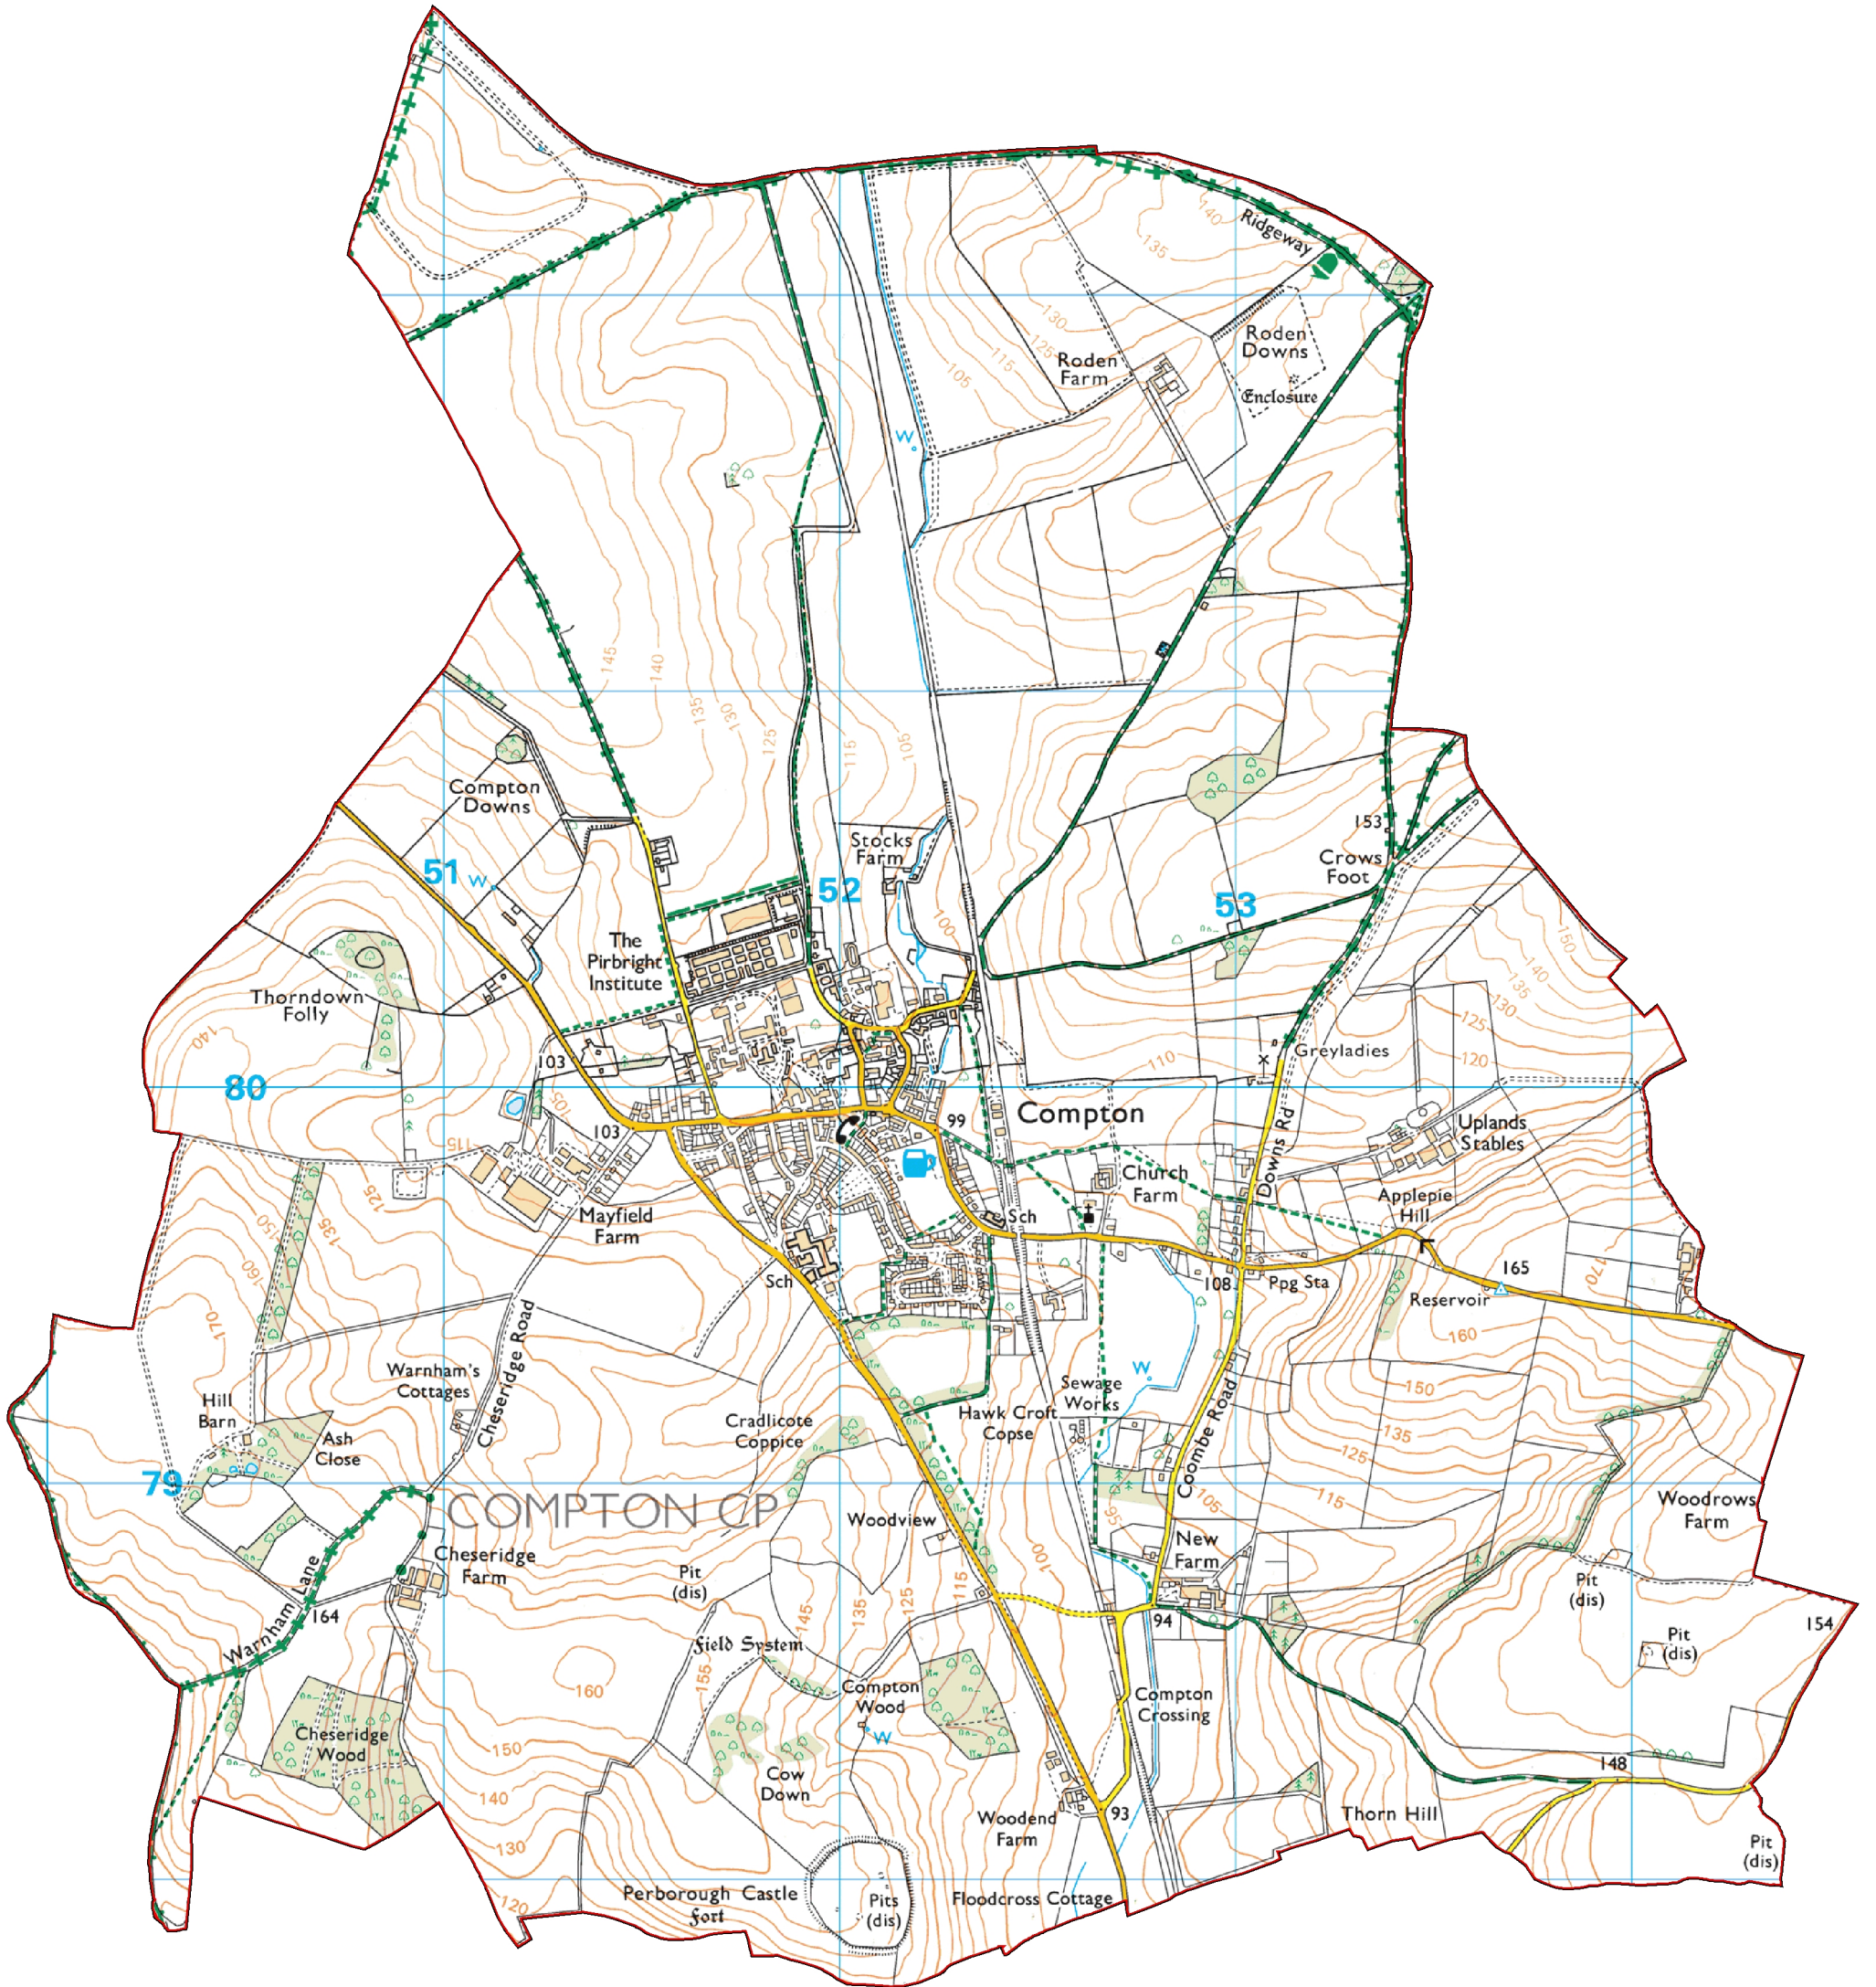 140
Ridgeway
135
130
125
115
105
Roden
Farm
Roden
Downs
Enclosure
W
145
140
135
130
125
115
105
Compton
Downs
51
W
52
Stocks
Farm
100
153
Crows
Foot
53
The
Pirbright
Institute
Thorndown
Folly
140
150
140
135
130
125
120
Greyladies
110
103
80
105
103
115
99
Compton
Uplands
Stables
Downs Rd
Church
Farm
Applepie
Hill
Mayfield
Farm
125
135
150
160
170
Sch
Sch
108
Ppg Sta
165
Reservoir
170
160
Cheseridge Road
Warnham's
Cottages
Hill
Barn
Ash
Close
Cradlicote
Coppice
Hawk Croft
Copse
Sewage
Works
W
Coombe Road
150
135
125
115
105
95
79
COMPTON CP
Woodview
Woodrows
Farm
New
Farm
100
Cheseridge
Farm
Pit
(dis)
Pit
(dis)
Warnham Lane
164
145
135
125
115
94
154
Field System
155
160
Pit
(dis)
Compton
Wood
W
Compton
Crossing
Cheseridge
Wood
150
140
130
120
Cow
Down
148
Woodend
Farm
93
Thorn Hill
Pit
(dis)
Perborough Castle
Fort
Pits
(dis)
Floodcross Cottage